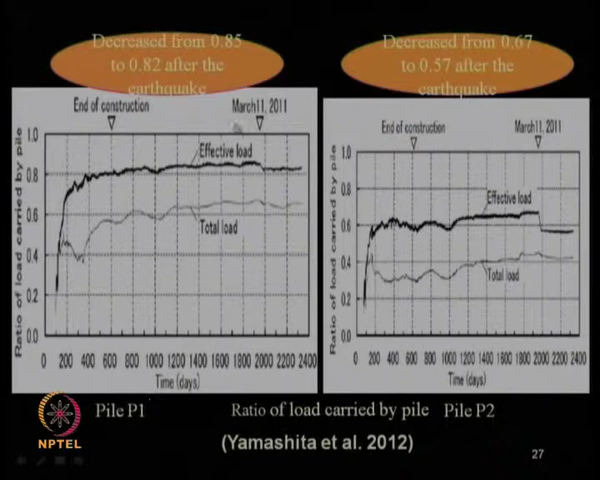 Decreased from 0.85
to 0.82 after the
earthquake
Decreased from 0.67
to 0.57 after the
earthquake
End of construction
March11, 2011
Ratio of load carried by pile
1.0
0.8
0.6
0.4
0.2
0.0
Effective load
Total load
0 200 400 600 800 1000 1200 1400 1600 1800 2000 2200 2400
Time (days)
End of construction
March11, 2011
Ratio of load carried by pile
1.0
0.8
0.6
0.4
0.2
0.0
Effective load
Total load
0 200 400 600 800 1000 1200 1400 1600 1800 2000 2200 2400
Time (days)
Pile P1
Ratio of load carried by pile
Pile P2
NPTEL
(Yamashita et al. 2012)
27